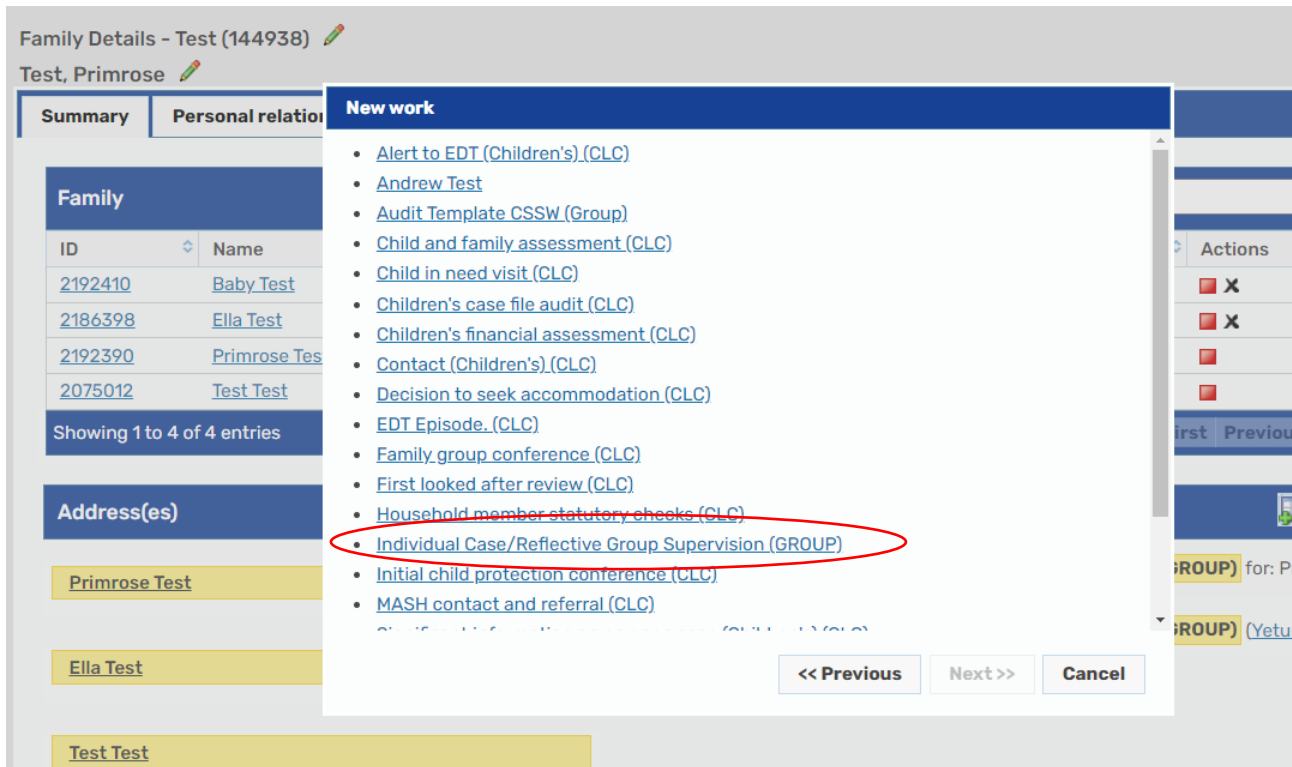 Family Details - Test (144938)
Test, Primrose
Summary
Personal relation
New work
Alert to EDT (Children's) (CLC)
Andrew Test
Audit Template CSSW (Group)
Child and family assessment (CLC)
Child in need visit (CLC)
Children's case file audit (CLC)
Children's financial assessment (CLC)
Contact (Children's) (CLC)
Decision to seek accommodation (CLC)
EDT Episode. (CLC)
Family group conference (CLC)
First looked after review (CLC)
Household member statutory checks (CLC)
Individual Case/Reflective Group Supervision (GROUP)
Initial child protection conference (CLC)
MASH contact and referral (CLC)
<< Previous Next >> Cancel
Family
ID Name Actions
2192410 Baby Test X
2186398 Ella Test X
2192390 Primrose Tes
2075012 Test Test
Showing 1 to 4 of 4 entries irst Previou
Address(es)
Primrose Test ROUP) for: P
ROUP) (Yetu
Ella Test
Test Test